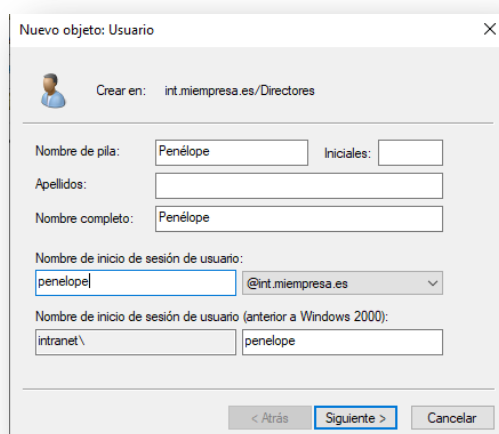 Nuevo objeto: Usuario
Crear en: int.miempresa.es/Directores
Nombre de pila: Penélope Iniciales:
Apellidos:
Nombre completo: Penélope
Nombre de inicio de sesión de usuario:
penelope @int.miempresa.es
Nombre de inicio de sesión de usuario (anterior a Windows 2000):
intranet\ penelope
< Atrás Siguiente > Cancelar